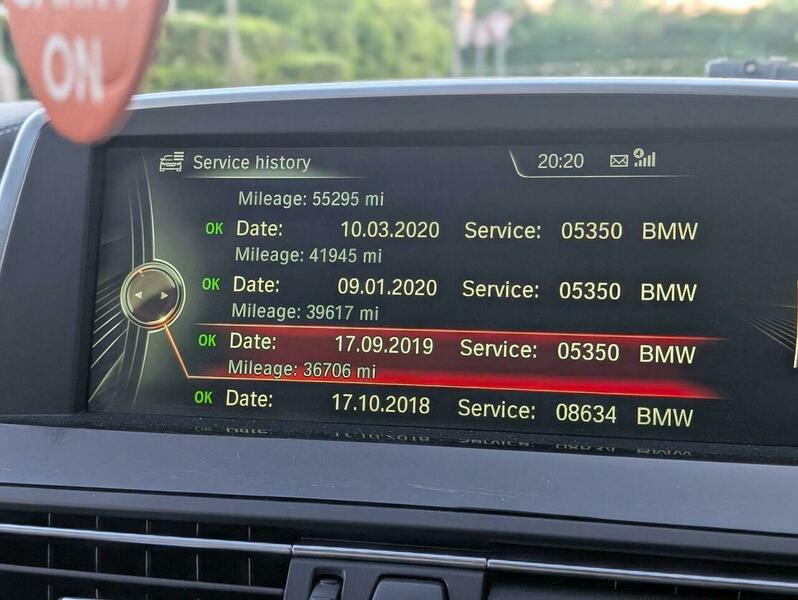 ON
Service history 20:20
Mileage: 55295 mi
OK Date: 10.03.2020 Service: 05350 BMW
Mileage: 41945 mi
OK Date: 09.01.2020 Service: 05350 BMW
Mileage: 39617 mi
OK Date: 17.09.2019 Service: 05350 BMW
Mileage: 36706 mi
OK Date: 17.10.2018 Service: 08634 BMW